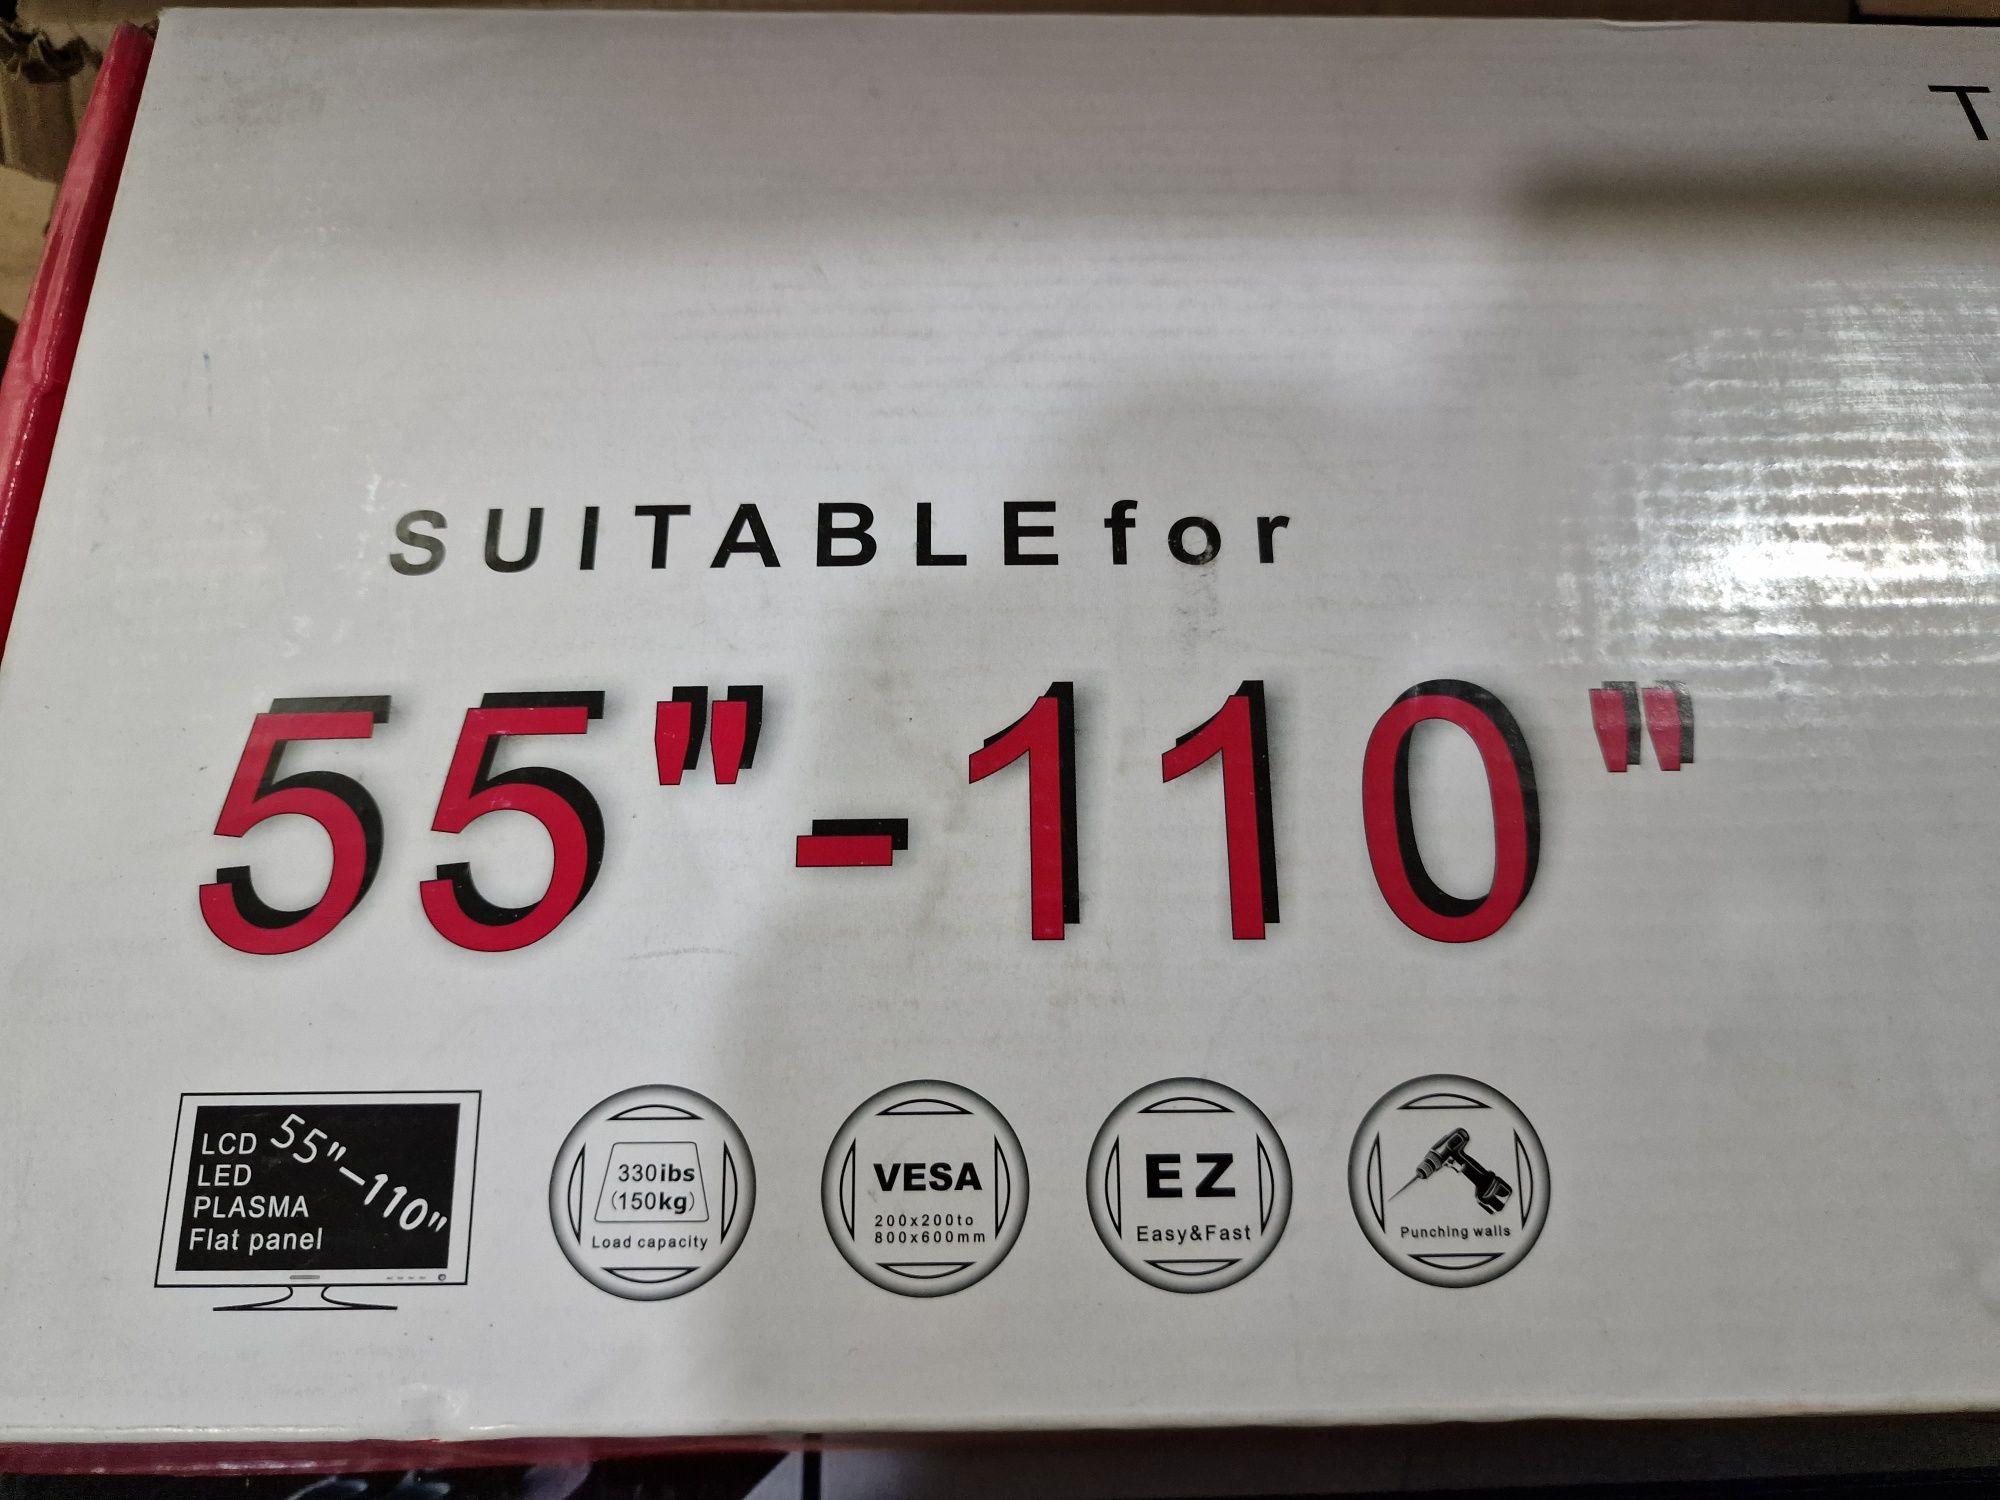 T
SUITABLE for
55"-110"
LCD
LED
PLASMA
Flat panel
55"-110"
330ibs
(150kg)
Load capacity
VESA
200x200to
800x600mm
EZ
Easy&Fast
Punching walls